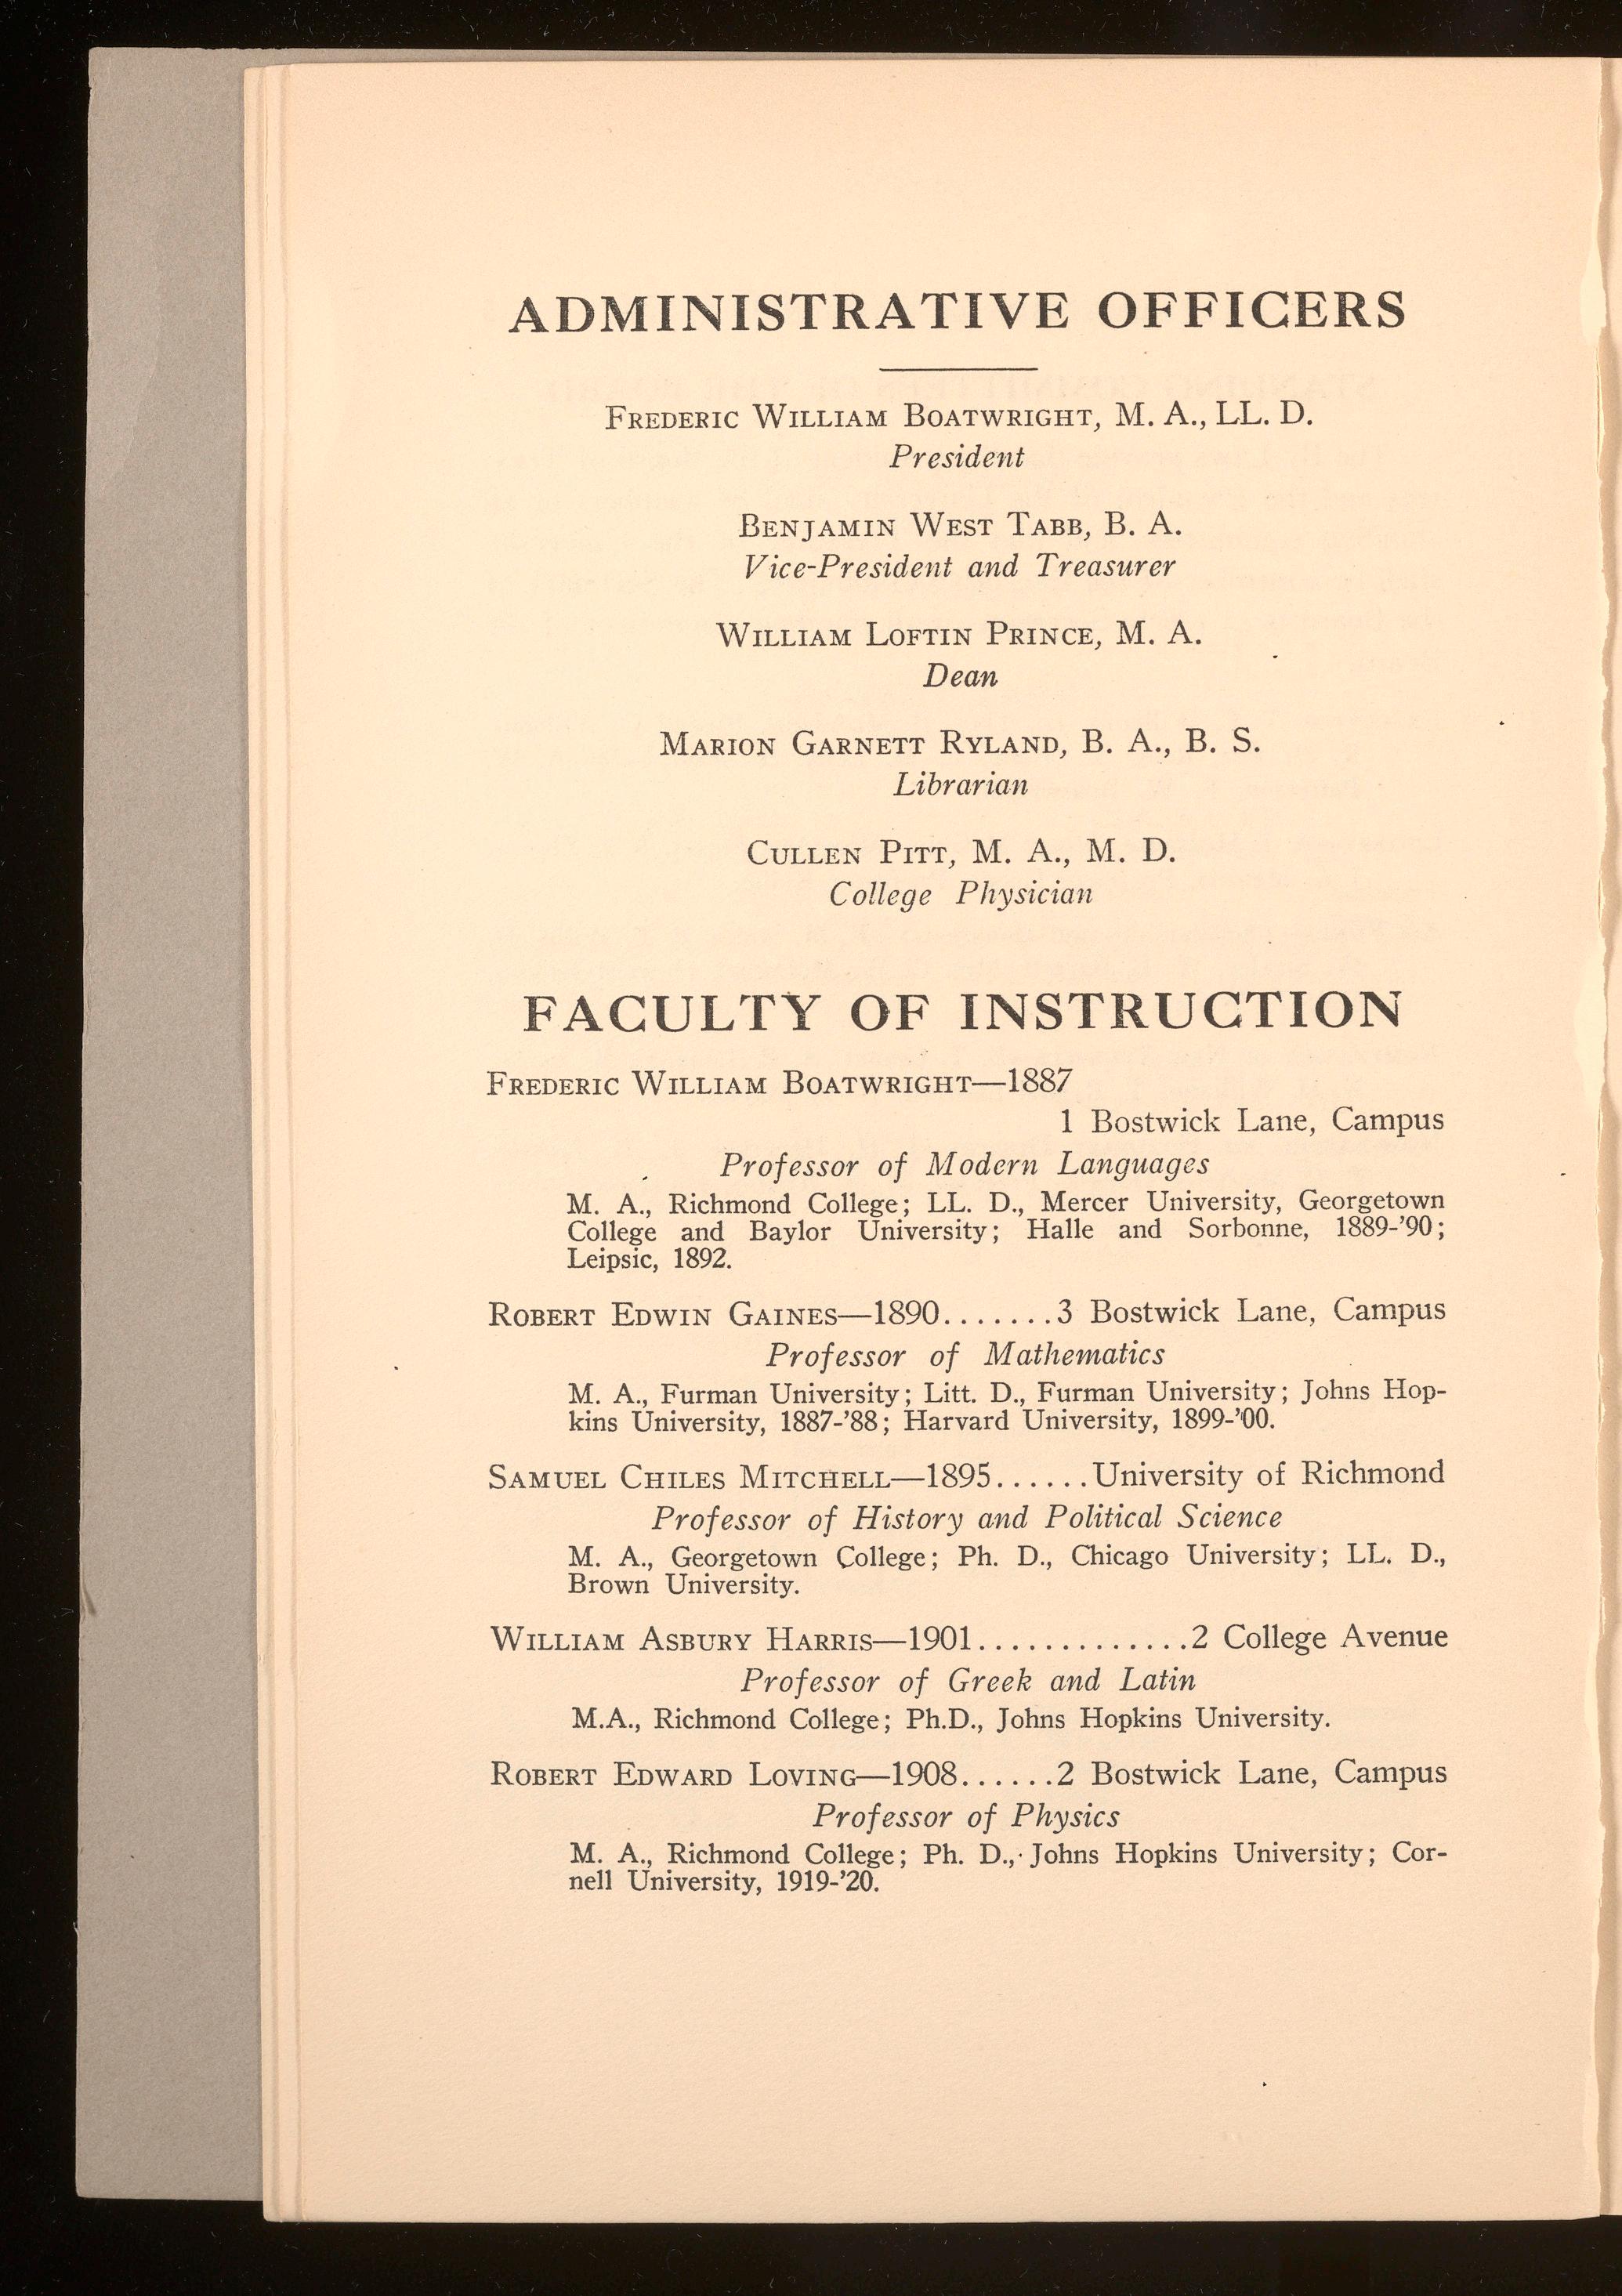 ADMINISTRATIVE OFFICERS
FREDERIC WILLIAM BOATWRIGHT, M. A., LL. D.
President
BENJAMIN WEST TABB, B. A.
Vice-President and Treasurer
WILLIAM LOFTIN PRINCE, M. A.
Dean
MARION GARNETT RYLAND, B. A., B. S.
Librarian
CULLEN PITT, M. A., M. D.
College Physician
FACULTY OF INSTRUCTION
FREDERIC WILLIAM BOATWRIGHT—1887
1 Bostwick Lane, Campus
Professor of Modern Languages
M. A., Richmond College; LL. D., Mercer University, Georgetown
College and Baylor University; Halle and Sorbonne, 1889-'90;
Leipsic, 1892.
ROBERT EDWIN GAINES—1890.......3 Bostwick Lane, Campus
Professor of Mathematics
M. A., Furman University; Litt. D., Furman University; Johns Hop-
kins University, 1887-'88; Harvard University, 1899-'00.
SAMUEL CHILES MITCHELL—1895......University of Richmond
Professor of History and Political Science
M. A., Georgetown College; Ph. D., Chicago University; LL. D.,
Brown University.
WILLIAM ASBURY HARRIS—1901.............2 College Avenue
Professor of Greek and Latin
M.A., Richmond College; Ph.D., Johns Hopkins University.
ROBERT EDWARD LOVING—1908......2 Bostwick Lane, Campus
Professor of Physics
M. A., Richmond College; Ph. D., Johns Hopkins University; Cor-
nell University, 1919-'20.